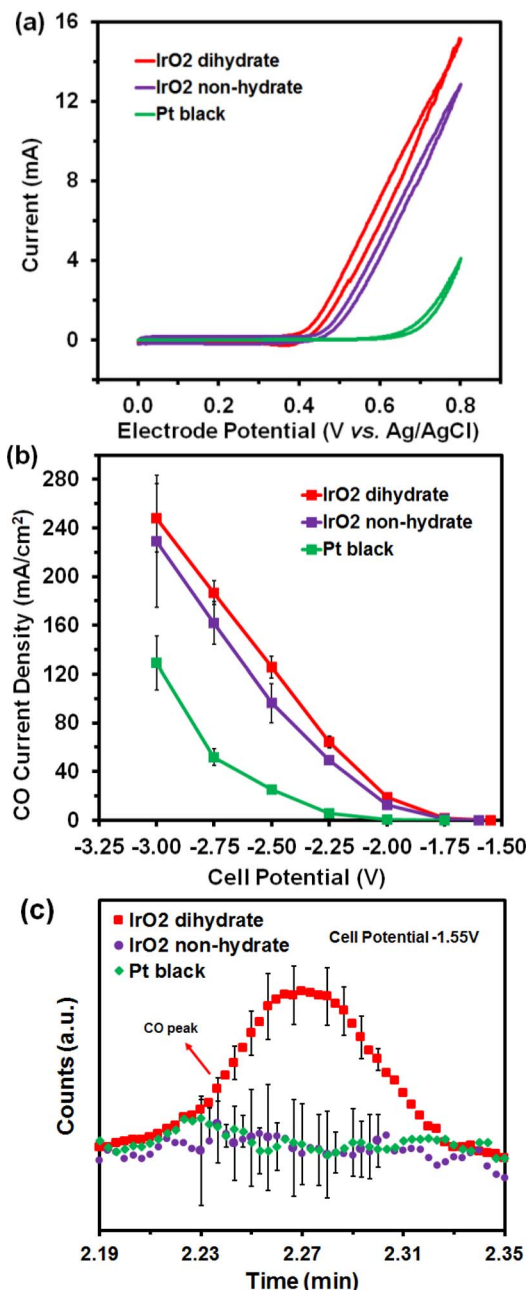 (a)
16
12
8
4
0
Current (mA)
IrO2 dihydrate
IrO2 non-hydrate
Pt black
0.0 0.2 0.4 0.6 0.8
Electrode Potential (V vs. Ag/AgCl)
(b)
280
240
200
160
120
80
40
0
CO Current Density (mA/cm²)
IrO2 dihydrate
IrO2 non-hydrate
Pt black
-3.25 -3.00 -2.75 -2.50 -2.25 -2.00 -1.75 -1.50
Cell Potential (V)
(c)
IrO2 dihydrate
IrO2 non-hydrate
Pt black
Cell Potential -1.55V
CO peak
Counts (a.u.)
2.19 2.23 2.27 2.31 2.35
Time (min)